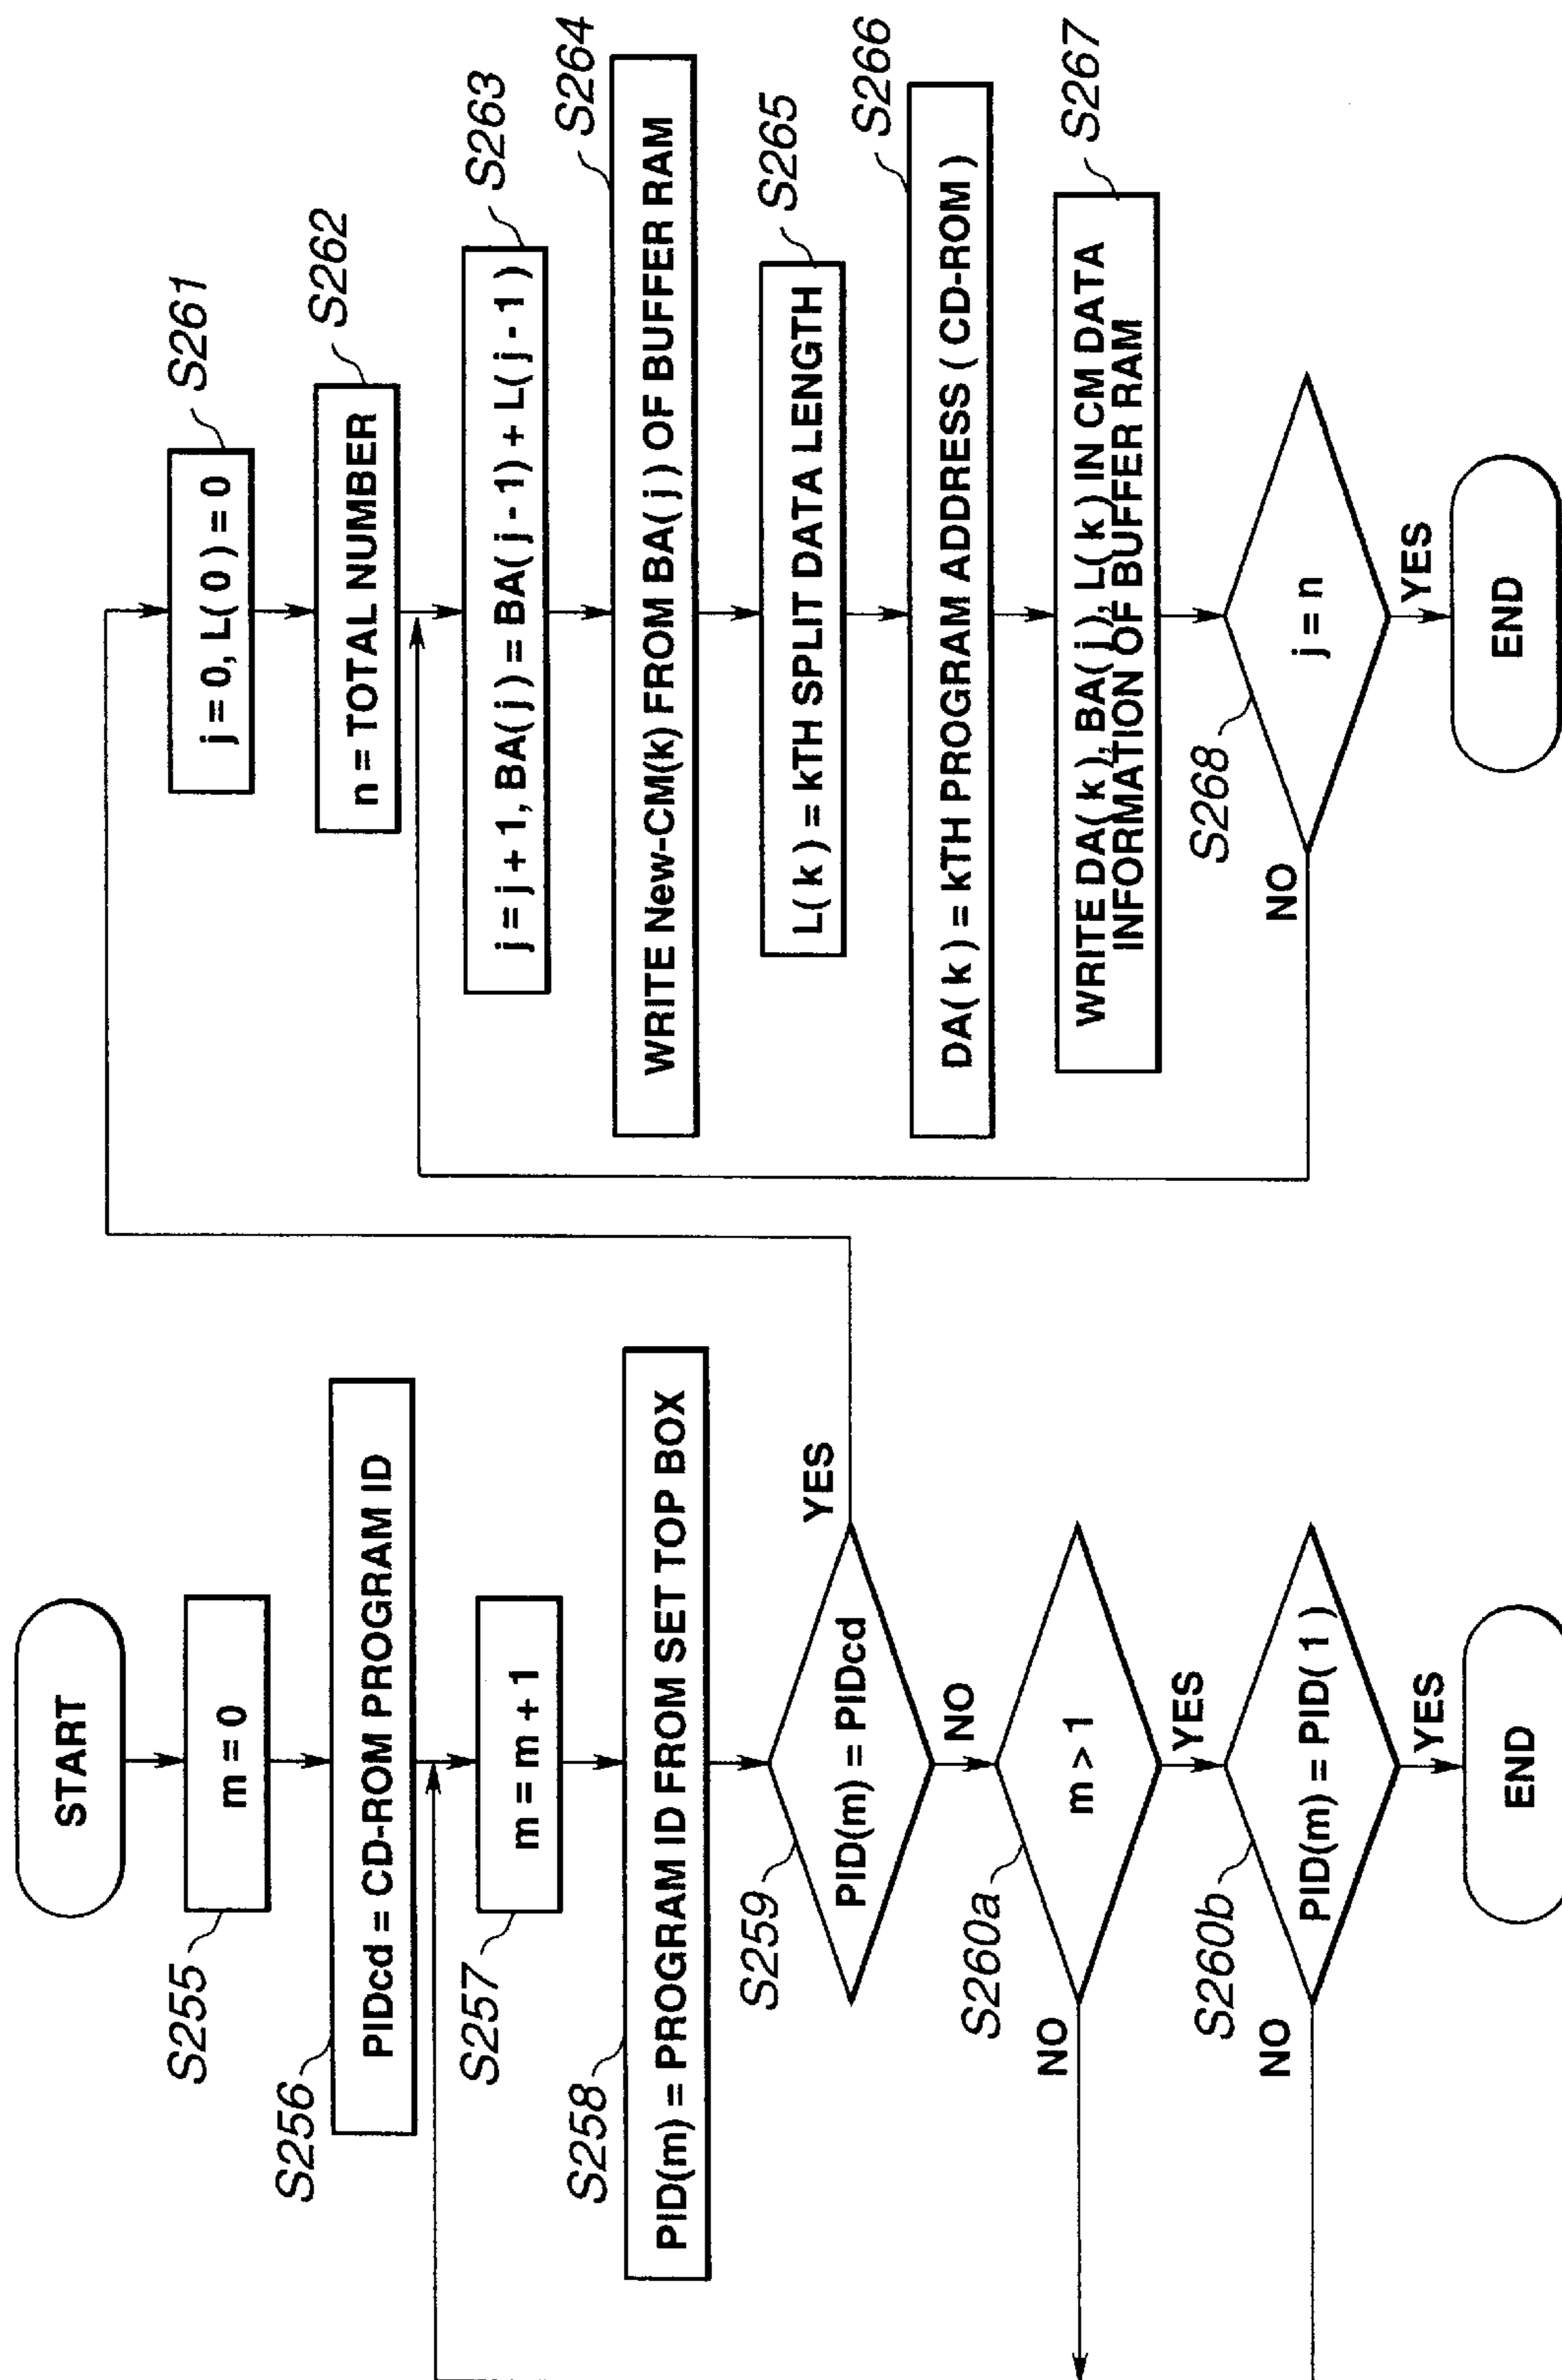 START
S255
m = 0
S256
PIDcd = CD-ROM PROGRAM ID
S257
m = m + 1
S258
PID(m) = PROGRAM ID FROM SET TOP BOX
S259
PID(m) = PIDcd
YES
NO
S260a
m > 1
NO
YES
S260b
PID(m) = PID( 1 )
NO
YES
END
S261
j = 0, L( 0 ) = 0
S262
n = TOTAL NUMBER
S263
j = j + 1, BA( j ) = BA( j - 1 ) + L( j - 1 )
S264
WRITE New-CM(k) FROM BA( j ) OF BUFFER RAM
S265
L( k ) = kTH SPLIT DATA LENGTH
S266
DA( k ) = kTH PROGRAM ADDRESS ( CD-ROM )
S267
WRITE DA( k ), BA( j ), L( k ) IN CM DATA
INFORMATION OF BUFFER RAM
S268
j = n
NO
YES
END